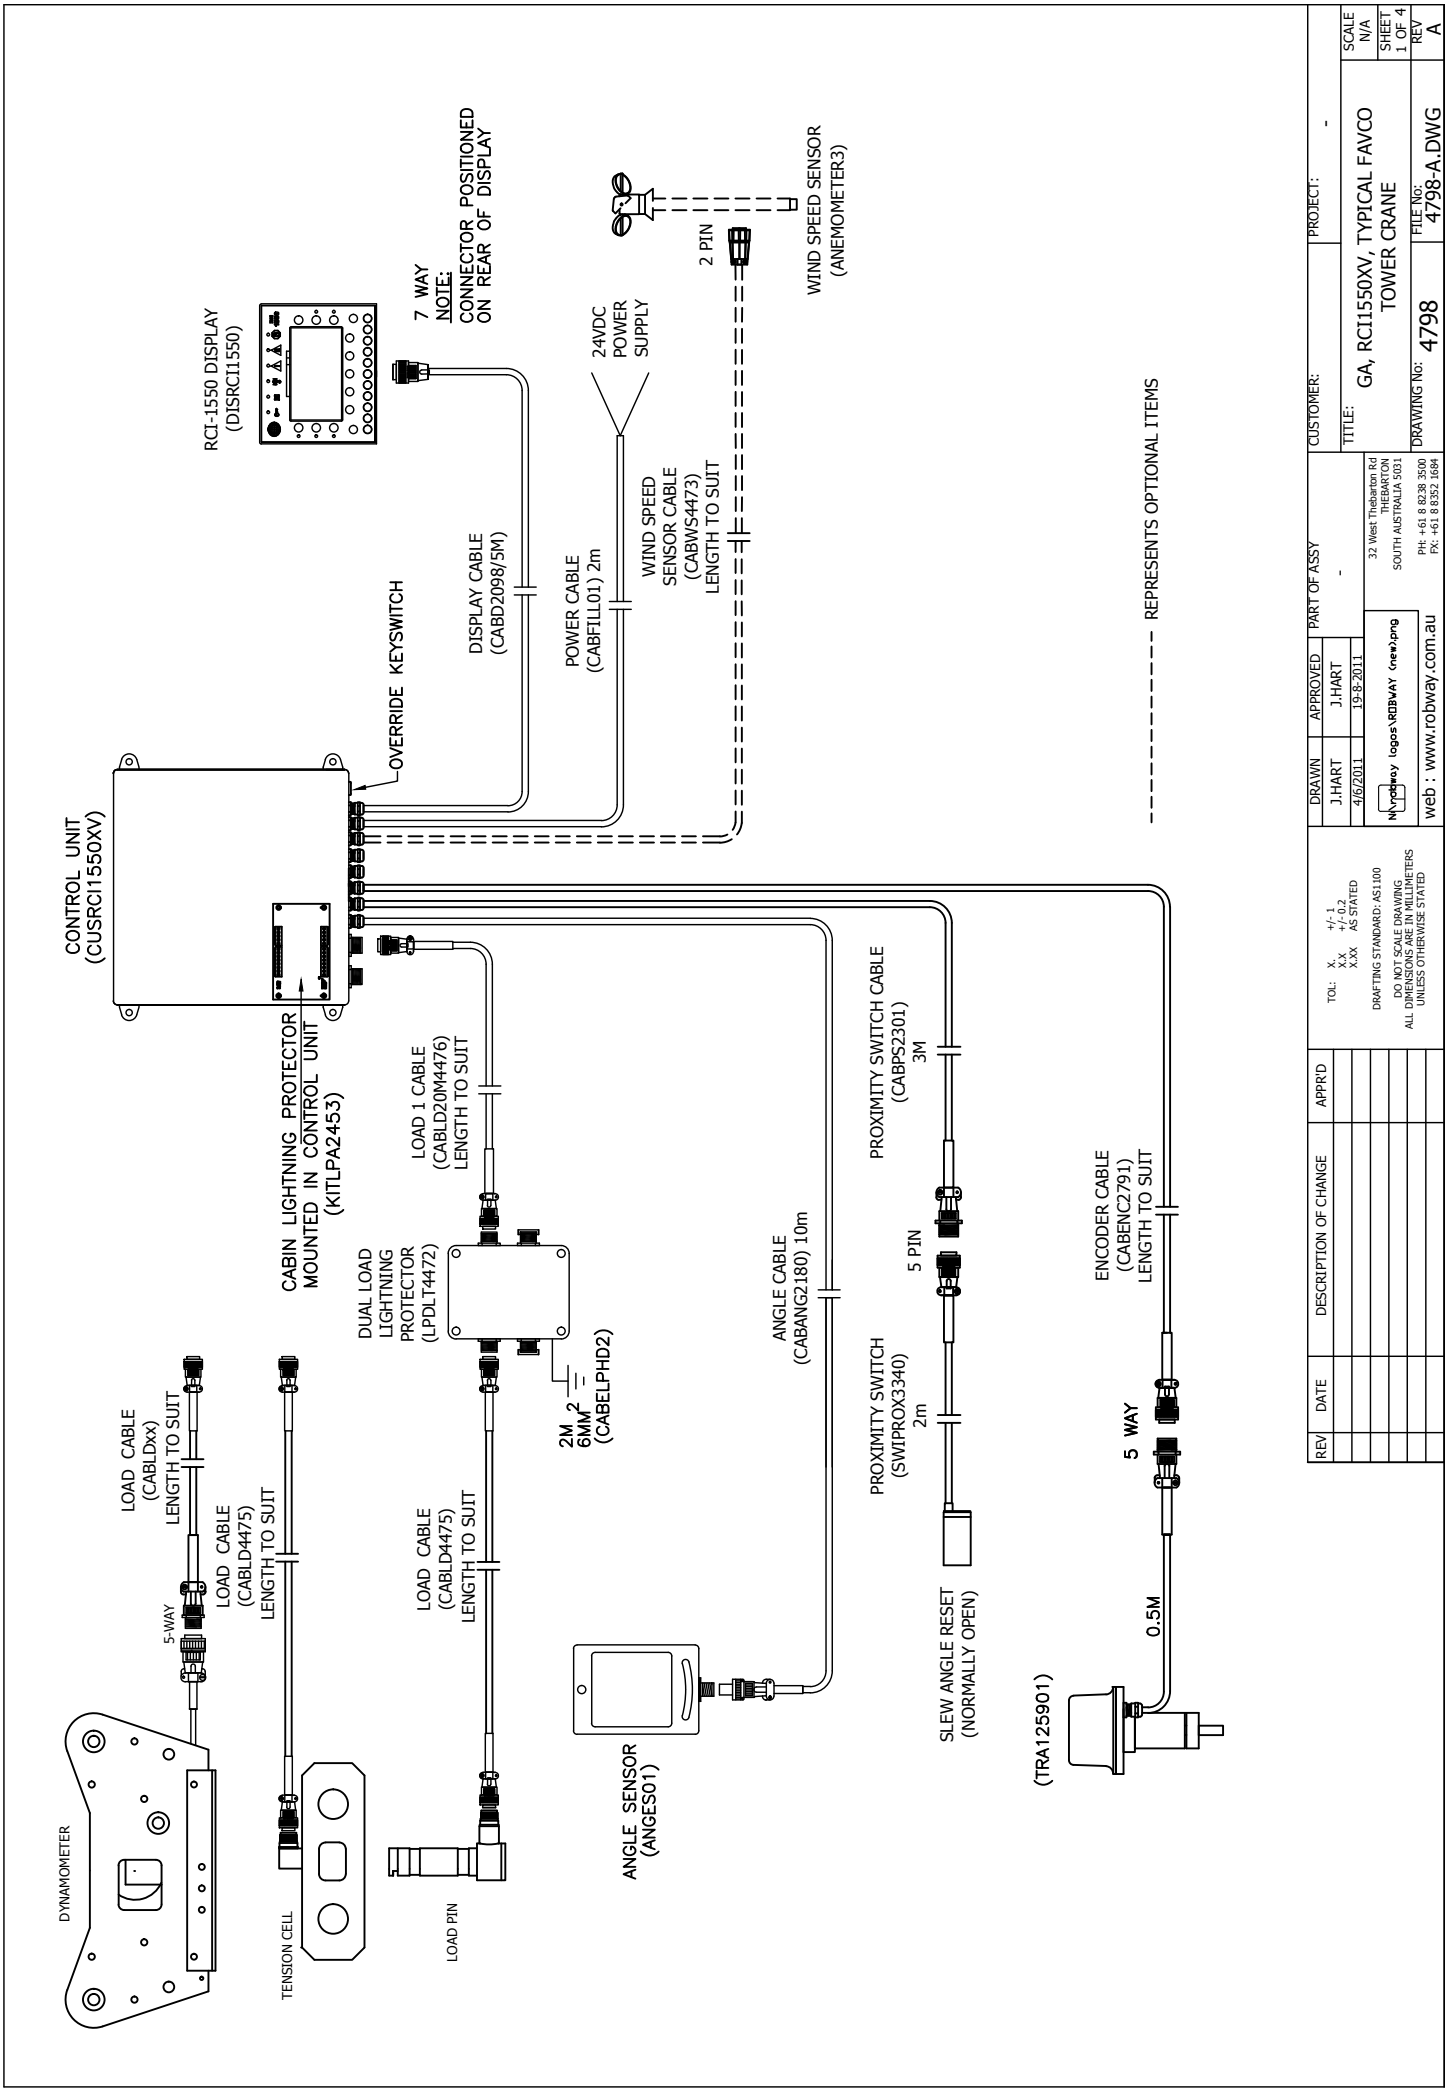 DYNAMOMETER
5-WAY
LOAD CABLE
(CABLDxx)
LENGTH TO SUIT
TENSION CELL
LOAD CABLE
(CABLD4475)
LENGTH TO SUIT
LOAD PIN
LOAD CABLE
(CABLD4475)
LENGTH TO SUIT
DUAL LOAD
LIGHTNING
PROTECTOR
(LPDLT4472)
2M
6MM 2
(CABELPHD2)
LOAD 1 CABLE
(CABLD20M4476)
LENGTH TO SUIT
CABIN LIGHTNING PROTECTOR
MOUNTED IN CONTROL UNIT
(KITLPA2453)
CONTROL UNIT
(CUSRCI1550XV)
OVERRIDE KEYSWITCH
RCI-1550 DISPLAY
(DISRCI1550)
7 WAY
NOTE:
CONNECTOR POSITIONED
ON REAR OF DISPLAY
DISPLAY CABLE
(CABD2098/5M)
POWER CABLE
(CABFILL01) 2m
24VDC
POWER
SUPPLY
WIND SPEED
SENSOR CABLE
(CABWS4473)
LENGTH TO SUIT
2 PIN
WIND SPEED SENSOR
(ANEMOMETER3)
ANGLE SENSOR
(ANGES01)
ANGLE CABLE
(CABANG2180) 10m
SLEW ANGLE RESET
(NORMALLY OPEN)
PROXIMITY SWITCH
(SWIPROX3340)
2m
5 PIN
PROXIMITY SWITCH CABLE
(CABPS2301)
3M
(TRA125901)
0.5M
5 WAY
ENCODER CABLE
(CABENC2791)
LENGTH TO SUIT
REPRESENTS OPTIONAL ITEMS
REV DATE DESCRIPTION OF CHANGE APPR'D
TOL: X. +/- 1
X.X +/- 0.2
X.XX AS STATED
DRAFTING STANDARD: AS1100
DO NOT SCALE DRAWING
ALL DIMENSIONS ARE IN MILLIMETERS
UNLESS OTHERWISE STATED
DRAWN APPROVED PART OF ASSY
J.HART J.HART -
4/6/2011 19-8-2011
N:\robway logos\ROBWAY (new).png
web : www.robway.com.au
32 West Thebarton Rd
THEBARTON
SOUTH AUSTRALIA 5031
PH: +61 8 8238 3500
FX: +61 8 8352 1684
CUSTOMER: PROJECT: -
TITLE:
GA, RCI1550XV, TYPICAL FAVCO
TOWER CRANE
SCALE
N/A
SHEET
1 OF 4
DRAWING No: 4798
FILE No:
4798-A.DWG
REV
A